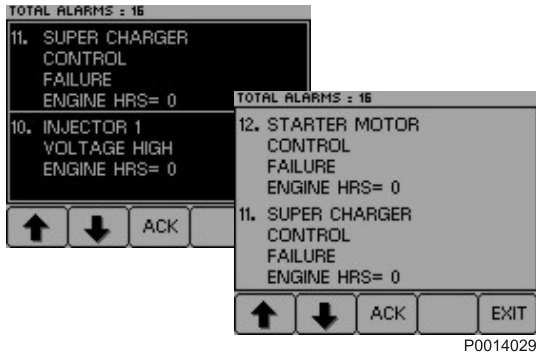 TOTAL ALARMS : 16
11. SUPER CHARGER
CONTROL
FAILURE
ENGINE HRS= 0
10. INJECTOR 1
VOLTAGE HIGH
ENGINE HRS= 0
ACK
TOTAL ALARMS : 16
12. STARTER MOTOR
CONTROL
FAILURE
ENGINE HRS= 0
11. SUPER CHARGER
CONTROL
FAILURE
ENGINE HRS= 0
ACK EXIT
P0014029